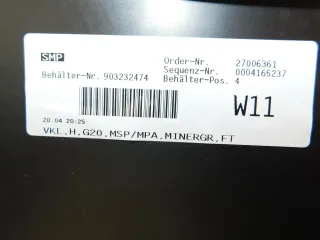 SMP
Order-Nr. 27006361
Sequenz-Nr. 0004165237
Behälter-Nr. 903232474
Behälter-Pos. 4
W11
20.04 20:25
VKL,H,G20,MSP/MPA,MINERGR,FT